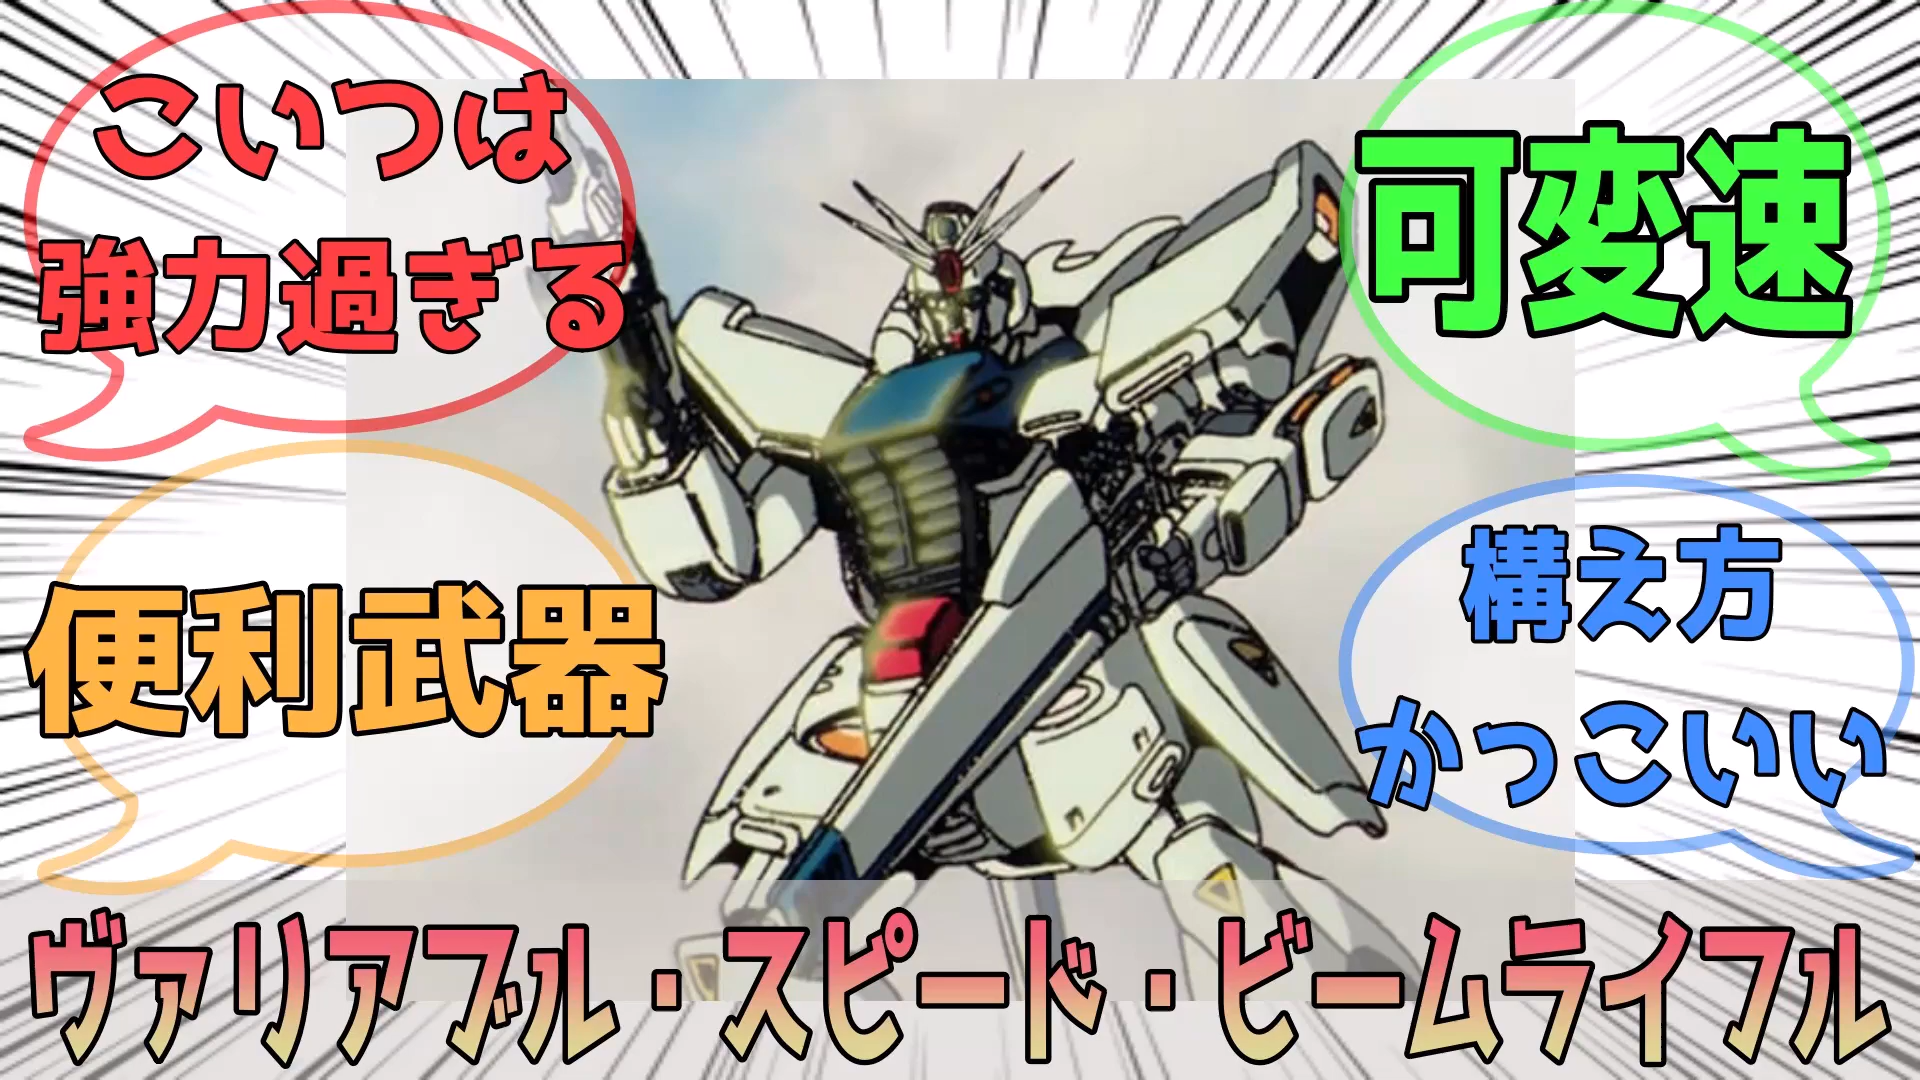 こいつは
強力過ぎる
可変速
便利武器
構え方
かっこいい
ヴァリアブル・スピード・ビームライフル